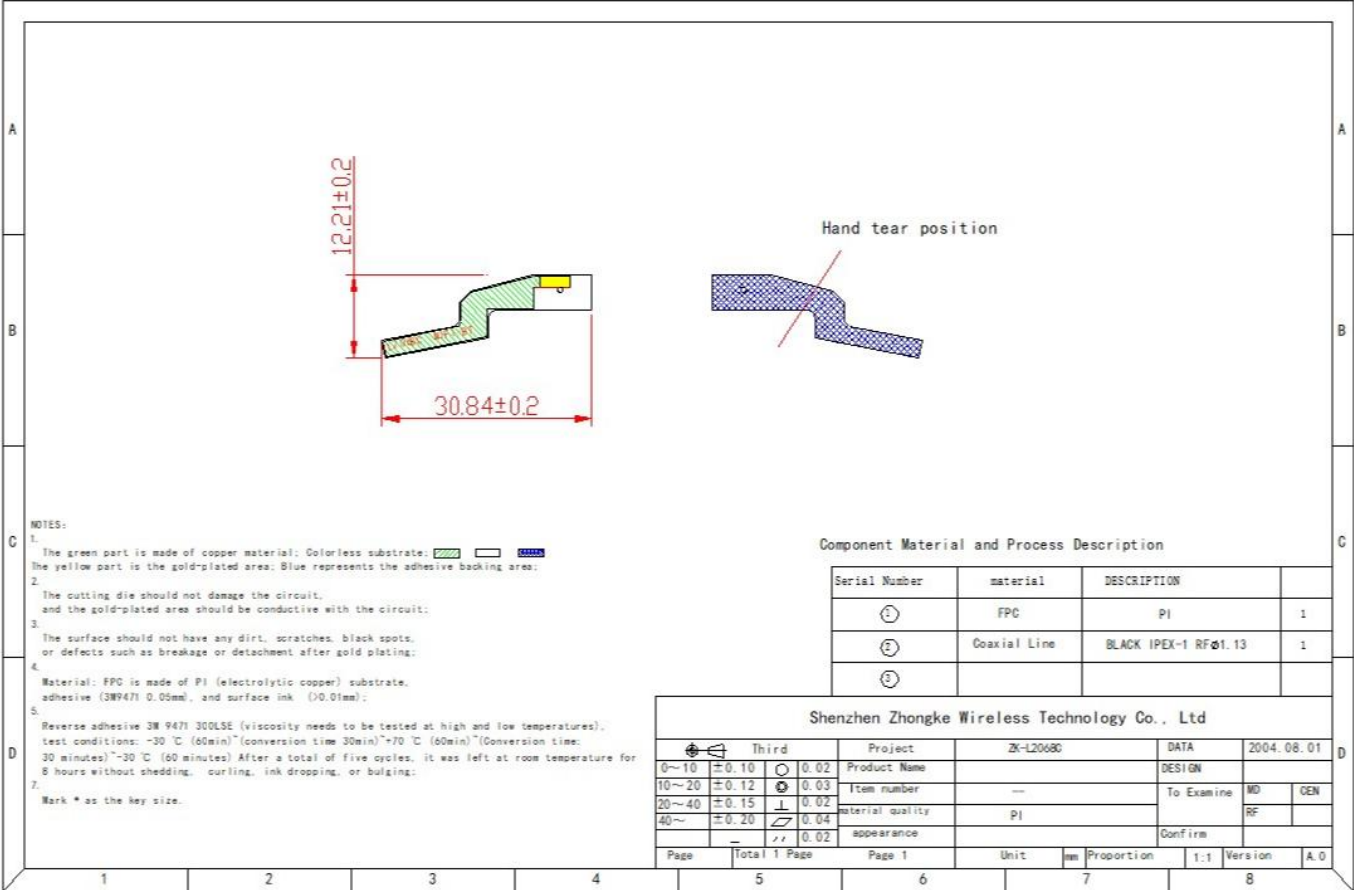 A
A
12.21±0.2
Hand tear position
B
B
30.84±0.2
NOTES:
C
C
1.
The green part is made of copper material; Colorless substrate;
The yellow part is the gold-plated area; Blue represents the adhesive backing area;
2.
The cutting die should not damage the circuit,
and the gold-plated area should be conductive with the circuit;
3.
The surface should not have any dirt, scratches, black spots,
or defects such as breakage or detachment after gold plating;
4.
Material: FPC is made of PI (electrolytic copper) substrate,
adhesive (3M9471 0.05mm), and surface ink (>0.01mm);
5.
Reverse adhesive 3M 9471 300LSE (viscosity needs to be tested at high and low temperatures),
test conditions: -30 ℃ (60min)~(conversion time 30min)~+70 ℃ (60min)~(Conversion time:
30 minutes)~-30 ℃ (60 minutes) After a total of five cycles, it was left at room temperature for
8 hours without shedding, curling, ink dropping, or bulging;
7.
Mark * as the key size.
Component Material and Process Description
Serial Number material DESCRIPTION
① FPC PI 1
② Coaxial Line BLACK IPEX-1 RFø1.13 1
③
D
D
Shenzhen Zhongke Wireless Technology Co., Ltd
Third Project ZK-L2068C DATA 2004.08.01
0~10 ±0.10 0.02 Product Name DESIGN
10~20 ±0.12 0.03 Item number -- To Examine MD CEN
20~40 ±0.15 0.02 material quality PI RF
40~ ±0.20 0.04
0.02 appearance Confirm
Page Total 1 Page Page 1 Unit mm Proportion 1:1 Version A.0
1 2 3 4 5 6 7 8